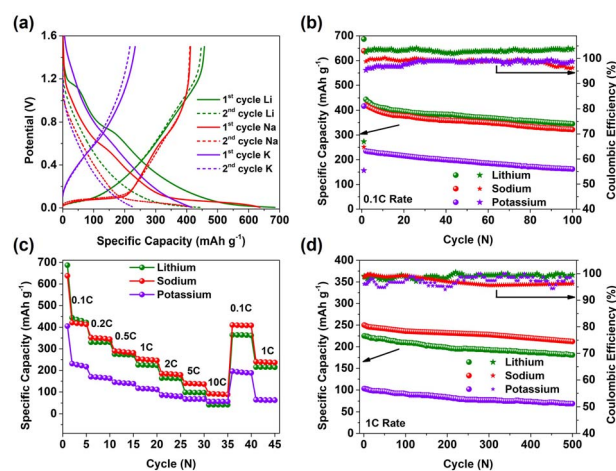 (a)
1.6
1.2
0.8
0.4
0.0
Potential (V)
1st cycle Li
2nd cycle Li
1st cycle Na
2nd cycle Na
1st cycle K
2nd cycle K
0 100 200 300 400 500 600 700
Specific Capacity (mAh g-1)
(b)
700
600
500
400
300
200
100
0
Specific Capacity (mAh g-1)
100
90
80
70
60
50
40
Coulombic Efficiency (%)
Lithium
Sodium
Potassium
0.1C Rate
0 20 40 60 80 100
Cycle (N)
(c)
700
600
500
400
300
200
100
0
Specific Capacity (mAh g-1)
Lithium
Sodium
Potassium
0.1C
0.2C
0.5C
1C
2C
5C
10C
0.1C
1C
0 5 10 15 20 25 30 35 40 45
Cycle (N)
(d)
400
350
300
250
200
150
100
50
0
Specific Capacity (mAh g-1)
100
90
80
70
60
50
40
Coulombic Efficiency (%)
Lithium
Sodium
Potassium
1C Rate
0 100 200 300 400 500
Cycle (N)